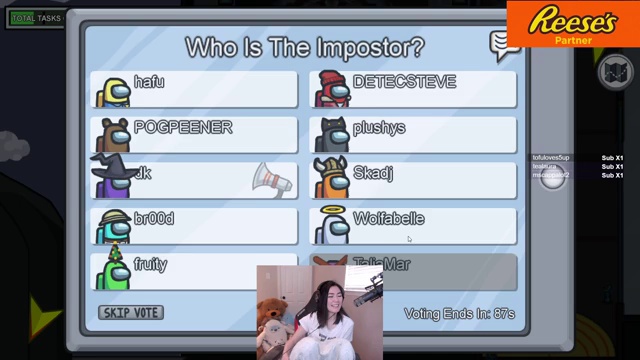 TOTAL TASKS
Who Is The Impostor?
REESE'S
Partner
hafu
DETECSTEVE
POGPEENER
plushys
Skadj
br00d
Wolfabelle
fruity
TaliaMar
tofuloves5up Sub X1
Sub X1
Sub X1
SKIP VOTE
Voting Ends In: 87s